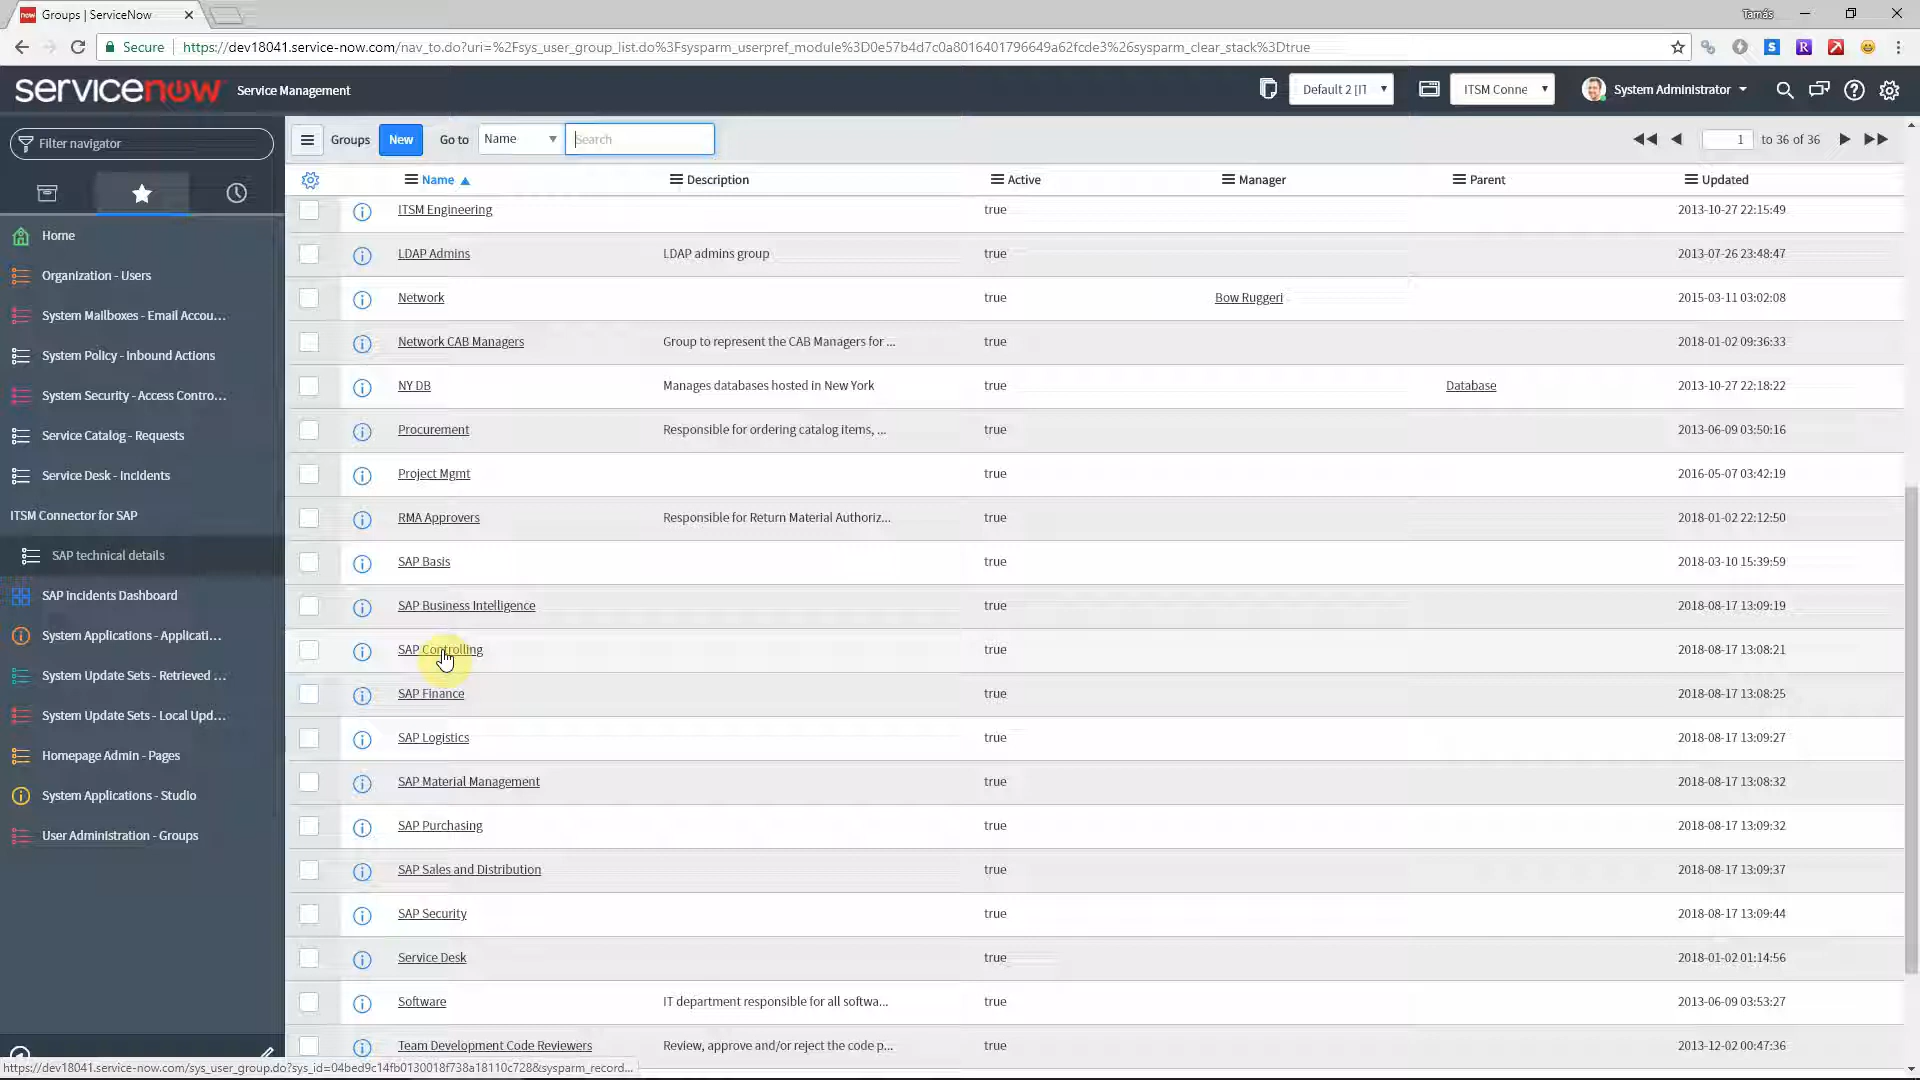 Groups | ServiceNow
Tamás
Secure https://dev18041.service-now.com/nav_to.do?uri=%2Fsys_user_group_list.do%3Fsysparm_userpref_module%3D0e57b4d7c0a8016401796649a62fcde3%26sysparm_clear_stack%3Dtrue
servicenow Service Management Default 2 [IT ITSM Conne System Administrator
Filter navigator
Groups New Go to Name Search 1 to 36 of 36
Name Description Active Manager Parent Updated
Home
Organization - Users
System Mailboxes - Email Accou...
System Policy - Inbound Actions
System Security - Access Contro...
Service Catalog - Requests
Service Desk - Incidents
ITSM Connector for SAP
SAP technical details
SAP Incidents Dashboard
System Applications - Applicati...
System Update Sets - Retrieved ...
System Update Sets - Local Upd...
Homepage Admin - Pages
System Applications - Studio
User Administration - Groups
ITSM Engineering true 2013-10-27 22:15:49
LDAP Admins LDAP admins group true 2013-07-26 23:48:47
Network true Bow Ruggeri 2015-03-11 03:02:08
Network CAB Managers Group to represent the CAB Managers for ... true 2018-01-02 09:36:33
NY DB Manages databases hosted in New York true Database 2013-10-27 22:18:22
Procurement Responsible for ordering catalog items, ... true 2013-06-09 03:50:16
Project Mgmt true 2016-05-07 03:42:19
RMA Approvers Responsible for Return Material Authoriz... true 2018-01-02 22:12:50
SAP Basis true 2018-03-10 15:39:59
SAP Business Intelligence true 2018-08-17 13:09:19
SAP Controlling true 2018-08-17 13:08:21
SAP Finance true 2018-08-17 13:08:25
SAP Logistics true 2018-08-17 13:09:27
SAP Material Management true 2018-08-17 13:08:32
SAP Purchasing true 2018-08-17 13:09:32
SAP Sales and Distribution true 2018-08-17 13:09:37
SAP Security true 2018-08-17 13:09:44
Service Desk true 2018-01-02 01:14:56
Software IT department responsible for all softwa... true 2013-06-09 03:53:27
Team Development Code Reviewers Review, approve and/or reject the code p... true 2013-12-02 00:47:36
https://dev18041.service-now.com/sys_user_group.do?sys_id=04bed9c14fb0130018f738a18110c728&sysparm_record...